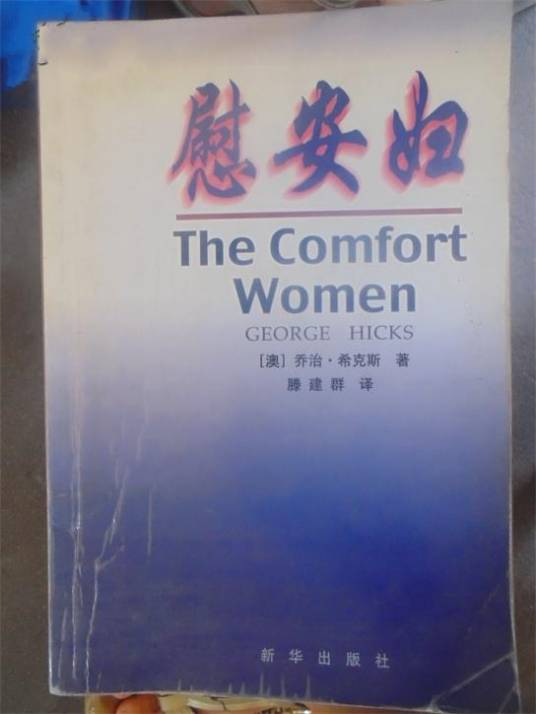 慰安妇
The Comfort
Women
GEORGE HICKS
[澳] 乔治·希克斯 著
滕建群 译
新华出版社